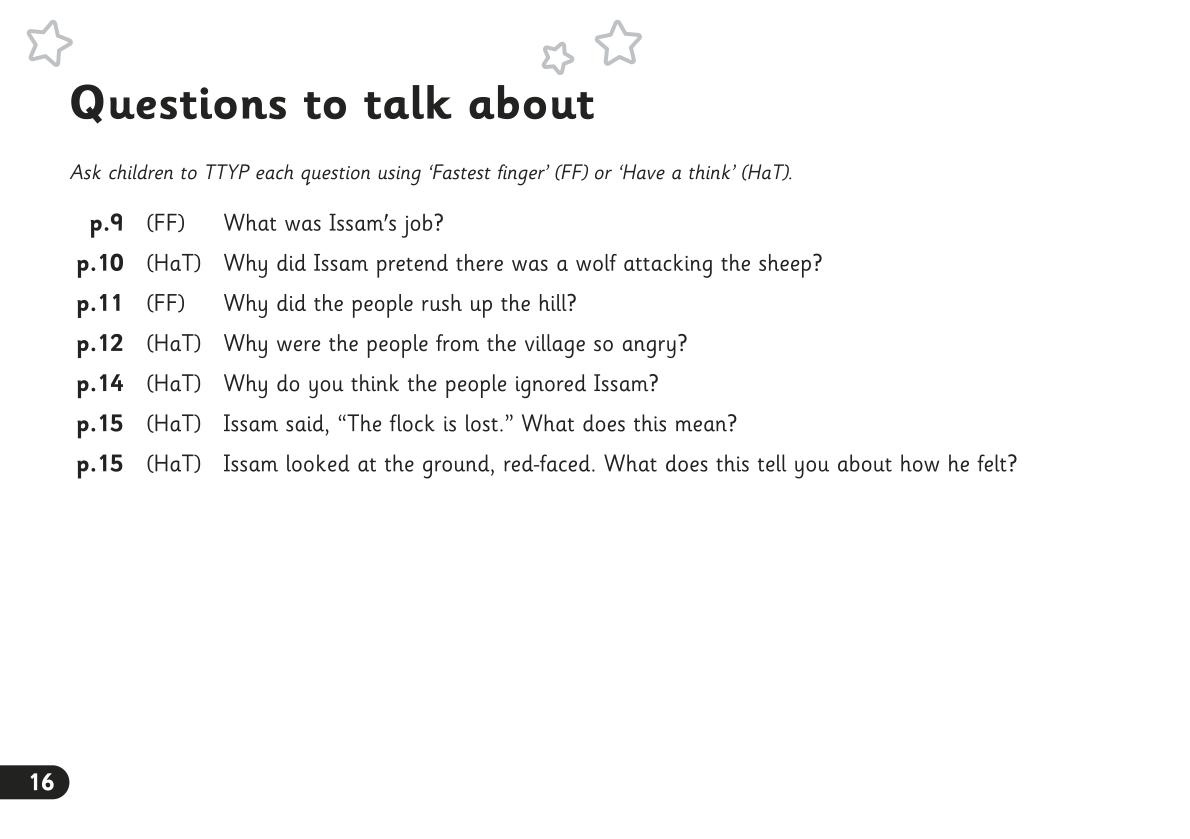 Questions to talk about
Ask children to TTYP each question using ‘Fastest finger’ (FF) or ‘Have a think’ (HaT).
p.9 (FF) What was Issam's job?
p.10 (HaT) Why did Issam pretend there was a wolf attacking the sheep?
p.11 (FF) Why did the people rush up the hill?
p.12 (HaT) Why were the people from the village so angry?
p.14 (HaT) Why do you think the people ignored Issam?
p.15 (HaT) Issam said, “The flock is lost.” What does this mean?
p.15 (HaT) Issam looked at the ground, red-faced. What does this tell you about how he felt?
16